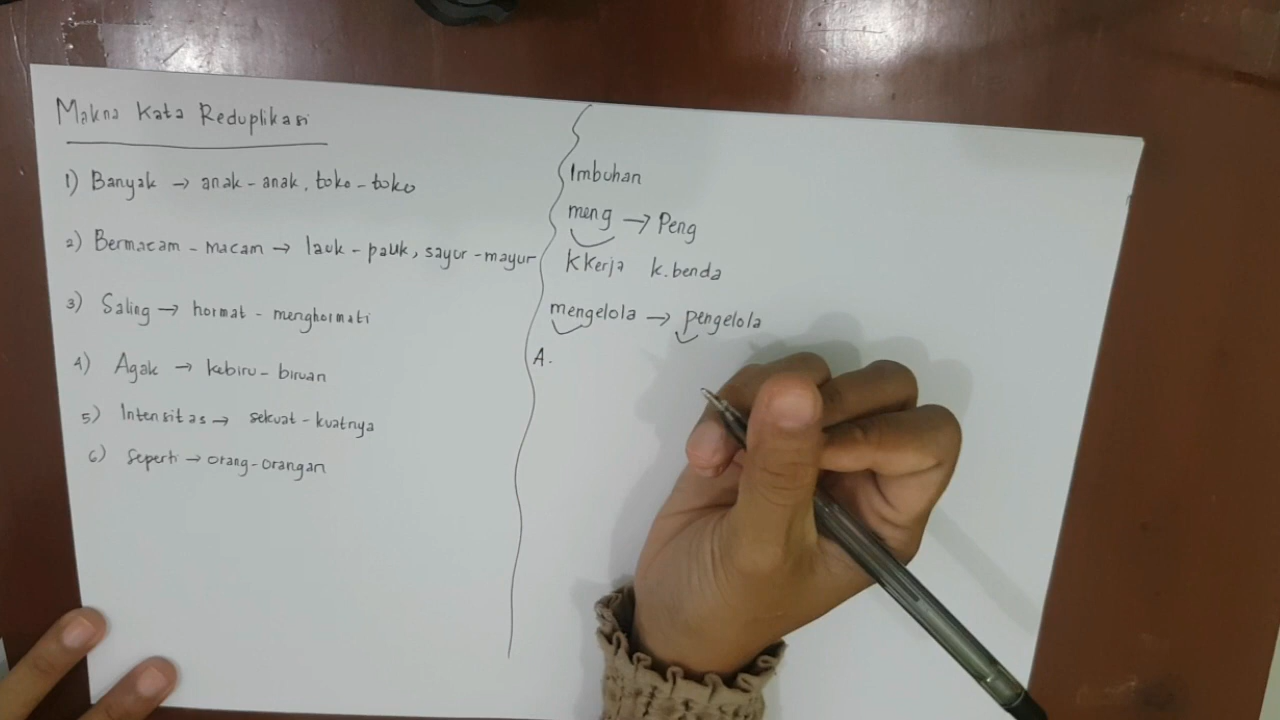 Makna Kata Reduplikasi
1) Banyak → anak - anak, toko - toko
2) Bermacam - macam → lauk - pauk, sayur - mayur
3) Saling → hormat - menghormati
4) Agak → kebiru - biruan
5) Intensitas → sekuat - kuatnya
6) Seperti → orang - orangan
Imbuhan
meng → Peng
K Kerja k. benda
mengelola → pengelola
A.